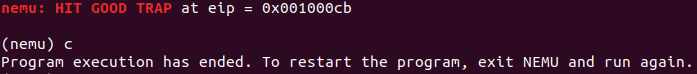 nemu: HIT GOOD TRAP at eip = 0x001000cb
(nemu) c
Program execution has ended. To restart the program, exit NEMU and run again.